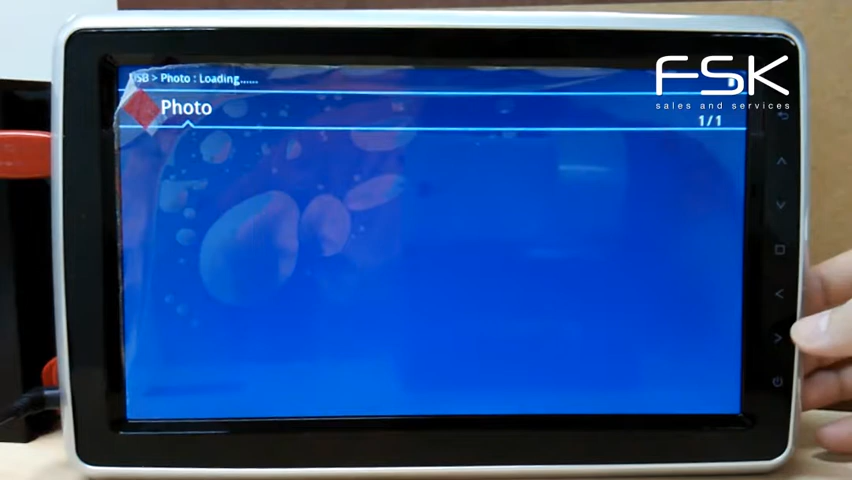 USB > Photo : Loading......
FSK
sales and services
Photo
1/1